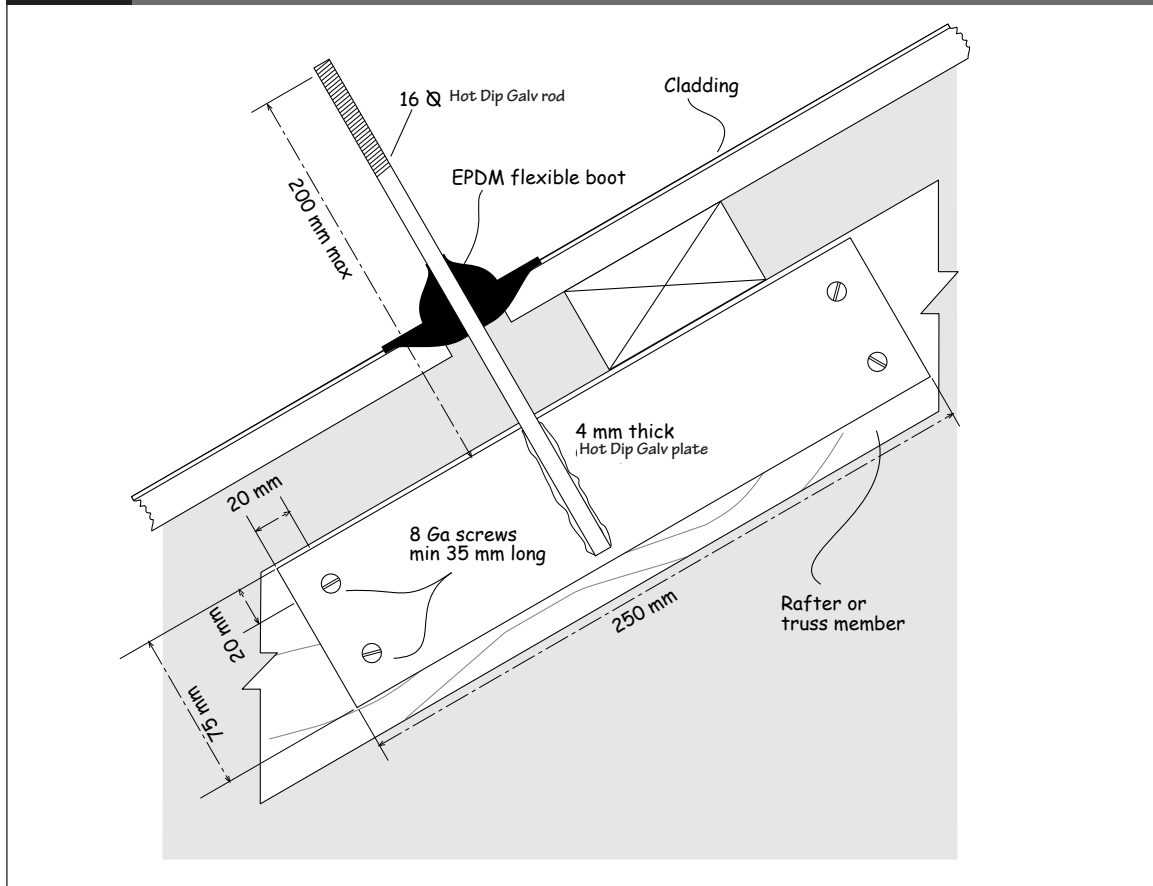 16 Ø Hot Dip Galv rod
Cladding
EPDM flexible boot
200 mm max
4 mm thick
Hot Dip Galv plate
20 mm
8 Ga screws
min 35 mm long
20 mm
250 mm
Rafter or
truss member
75 mm